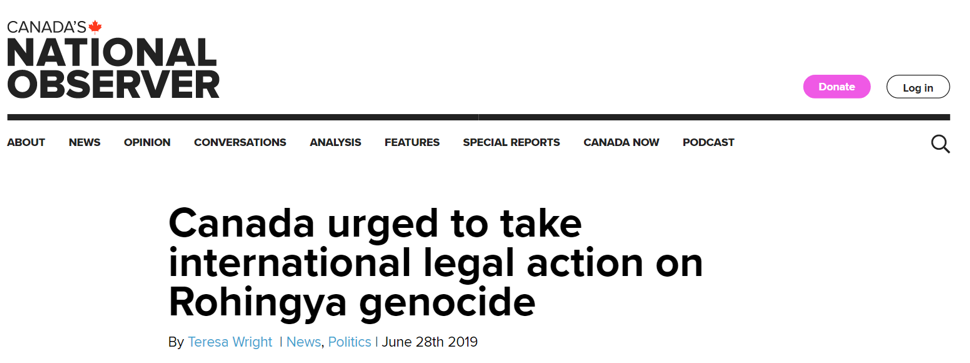 CANADA'S
NATIONAL
OBSERVER
Donate
Log in
ABOUT NEWS OPINION CONVERSATIONS ANALYSIS FEATURES SPECIAL REPORTS CANADA NOW PODCAST
Canada urged to take
international legal action on
Rohingya genocide
By Teresa Wright | News, Politics | June 28th 2019